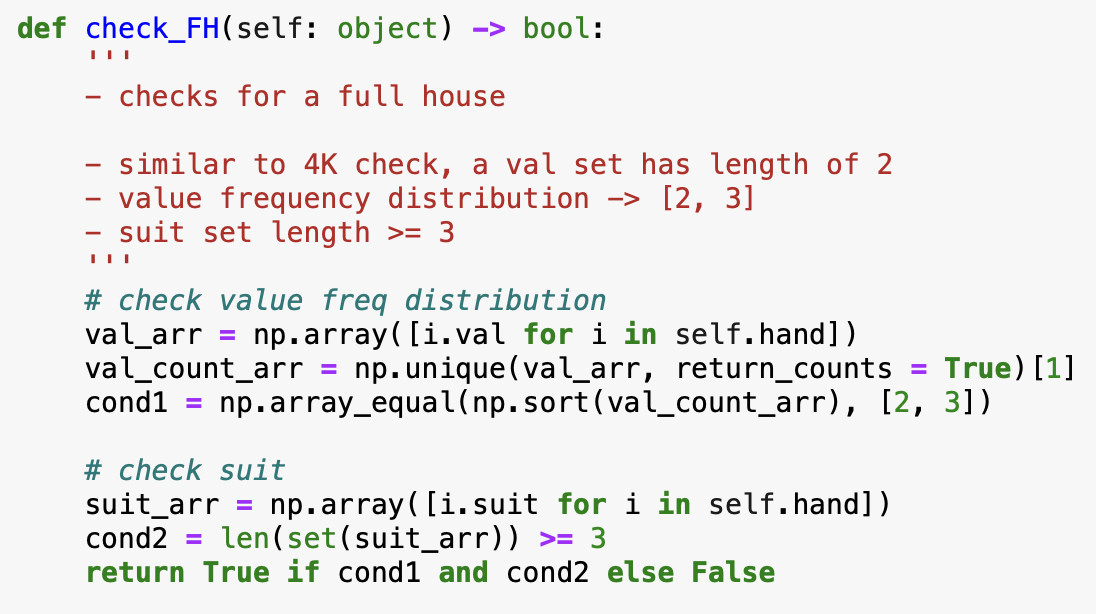 def check_FH(self: object) -> bool:
    '''
    - checks for a full house

    - similar to 4K check, a val set has length of 2
    - value frequency distribution -> [2, 3]
    - suit set length >= 3
    '''
    # check value freq distribution
    val_arr = np.array([i.val for i in self.hand])
    val_count_arr = np.unique(val_arr, return_counts = True)[1]
    cond1 = np.array_equal(np.sort(val_count_arr), [2, 3])

    # check suit
    suit_arr = np.array([i.suit for i in self.hand])
    cond2 = len(set(suit_arr)) >= 3
    return True if cond1 and cond2 else False